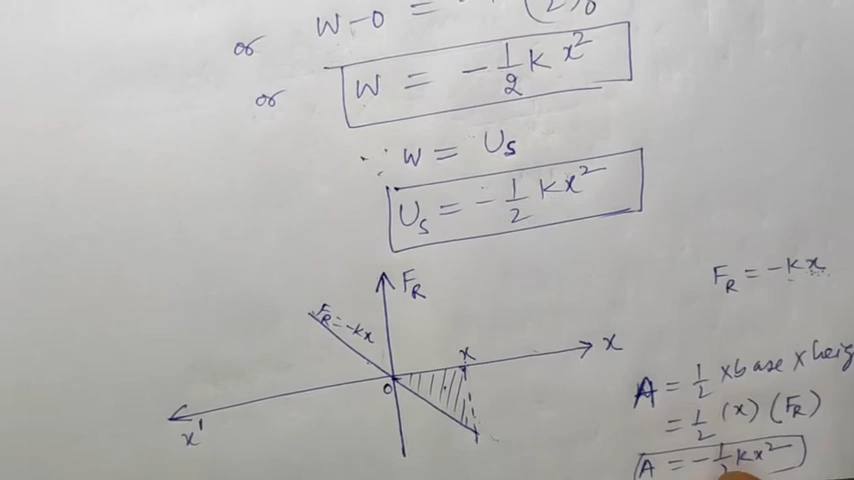 or W-0 =
or W = -1/2 k x²
∵ W = Us
Us = -1/2 kx²
FR
FR = -kx
FR=-kx
x
x
0
x'
A = 1/2 x base x heig
= 1/2 (x) (FR)
A = -1/2 kx²